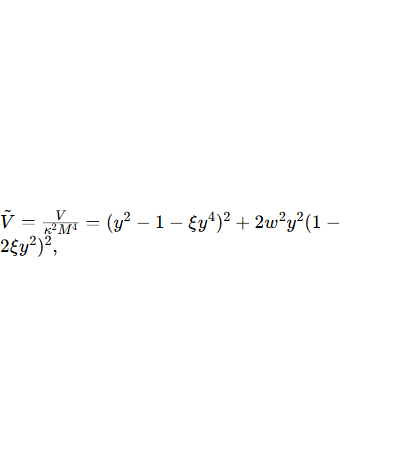 Ṽ = V/(κ²M⁴) = (y² − 1 − ξy⁴)² + 2w²y²(1 −
2ξy²)²,